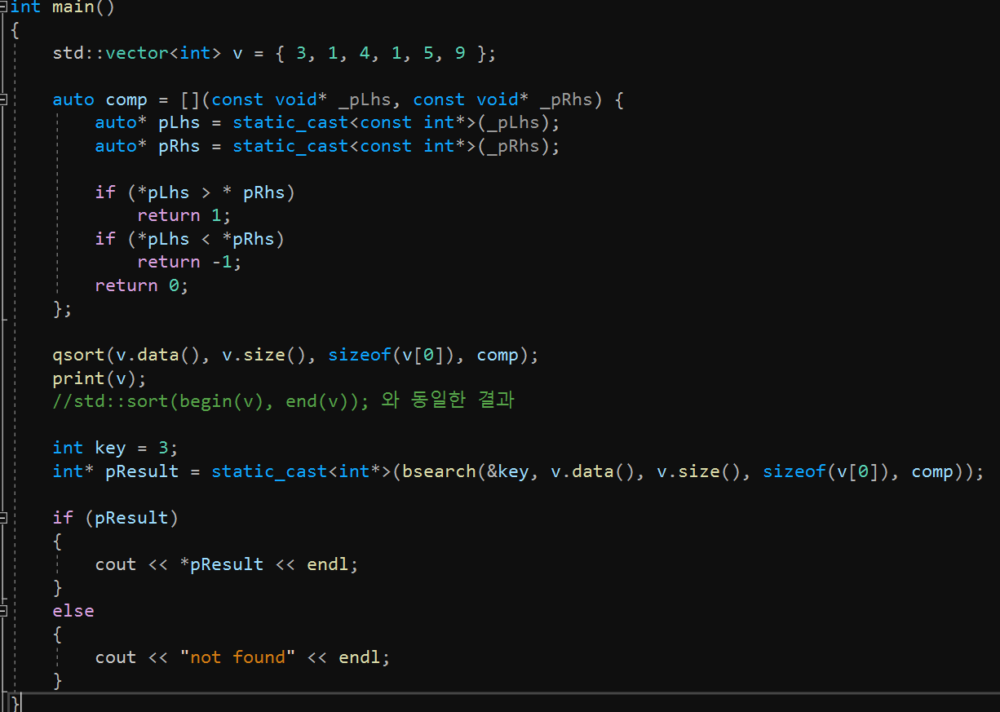 int main()
{
    std::vector<int> v = { 3, 1, 4, 1, 5, 9 };

    auto comp = [](const void* _pLhs, const void* _pRhs) {
        auto* pLhs = static_cast<const int*>(_pLhs);
        auto* pRhs = static_cast<const int*>(_pRhs);

        if (*pLhs > * pRhs)
            return 1;
        if (*pLhs < *pRhs)
            return -1;
        return 0;
    };

    qsort(v.data(), v.size(), sizeof(v[0]), comp);
    print(v);
    //std::sort(begin(v), end(v)); 와 동일한 결과

    int key = 3;
    int* pResult = static_cast<int*>(bsearch(&key, v.data(), v.size(), sizeof(v[0]), comp));

    if (pResult)
    {
        cout << *pResult << endl;
    }
    else
    {
        cout << "not found" << endl;
    }
}